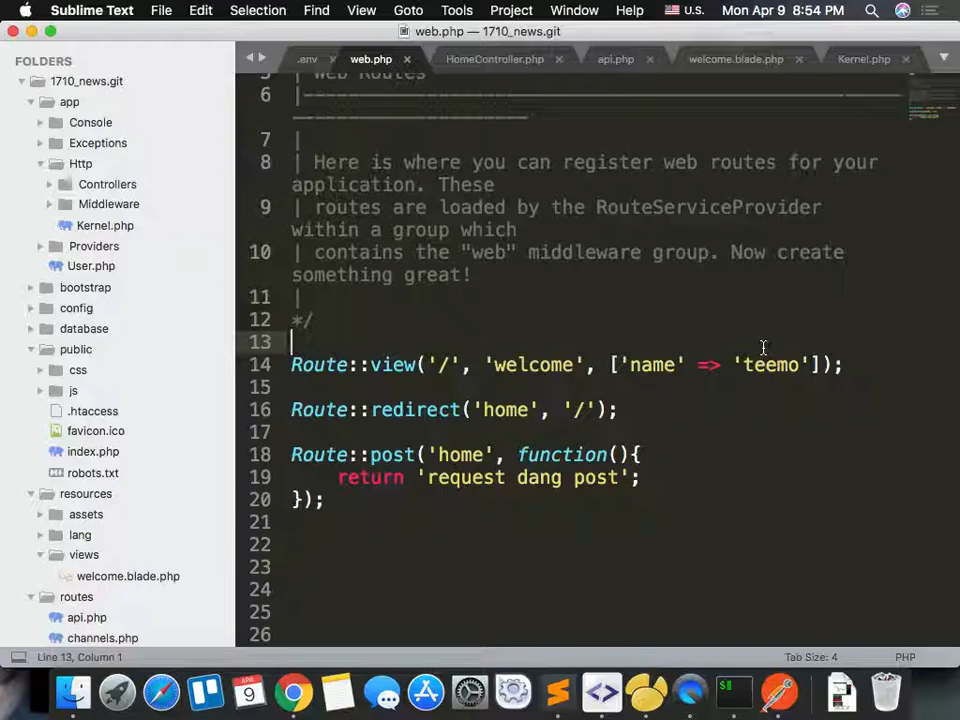 Sublime Text File Edit Selection Find View Goto Tools Project Window Help U.S. Mon Apr 9 8:54 PM
web.php — 1710_news.git
FOLDERS
1710_news.git
app
Console
Exceptions
Http
Controllers
Middleware
Kernel.php
Providers
User.php
bootstrap
config
database
public
css
js
.htaccess
favicon.ico
index.php
robots.txt
resources
assets
lang
views
welcome.blade.php
routes
api.php
channels.php
.env × web.php × HomeController.php × api.php × welcome.blade.php × Kernel.php ×
5 | Web Routes
6 |--------------------------------------------------------------------------
7 |
8 | Here is where you can register web routes for your
application. These
9 | routes are loaded by the RouteServiceProvider
within a group which
10 | contains the "web" middleware group. Now create
something great!
11 |
12 */
13
14 Route::view('/', 'welcome', ['name' => 'teemo']);
15
16 Route::redirect('home', '/');
17
18 Route::post('home', function(){
19 return 'request dang post';
20 });
21
22
23
24
25
26
Line 13, Column 1 Tab Size: 4 PHP
APR
9
$